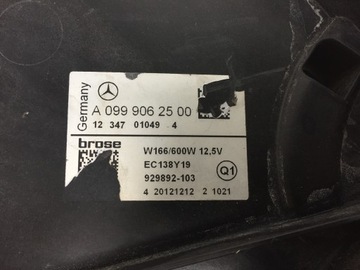 Germany
A 099 906 25 00
12 347 01049 4
brose
W166/600W 12,5V
EC138Y19
929892-103
Q1
4 20121212 2 1021